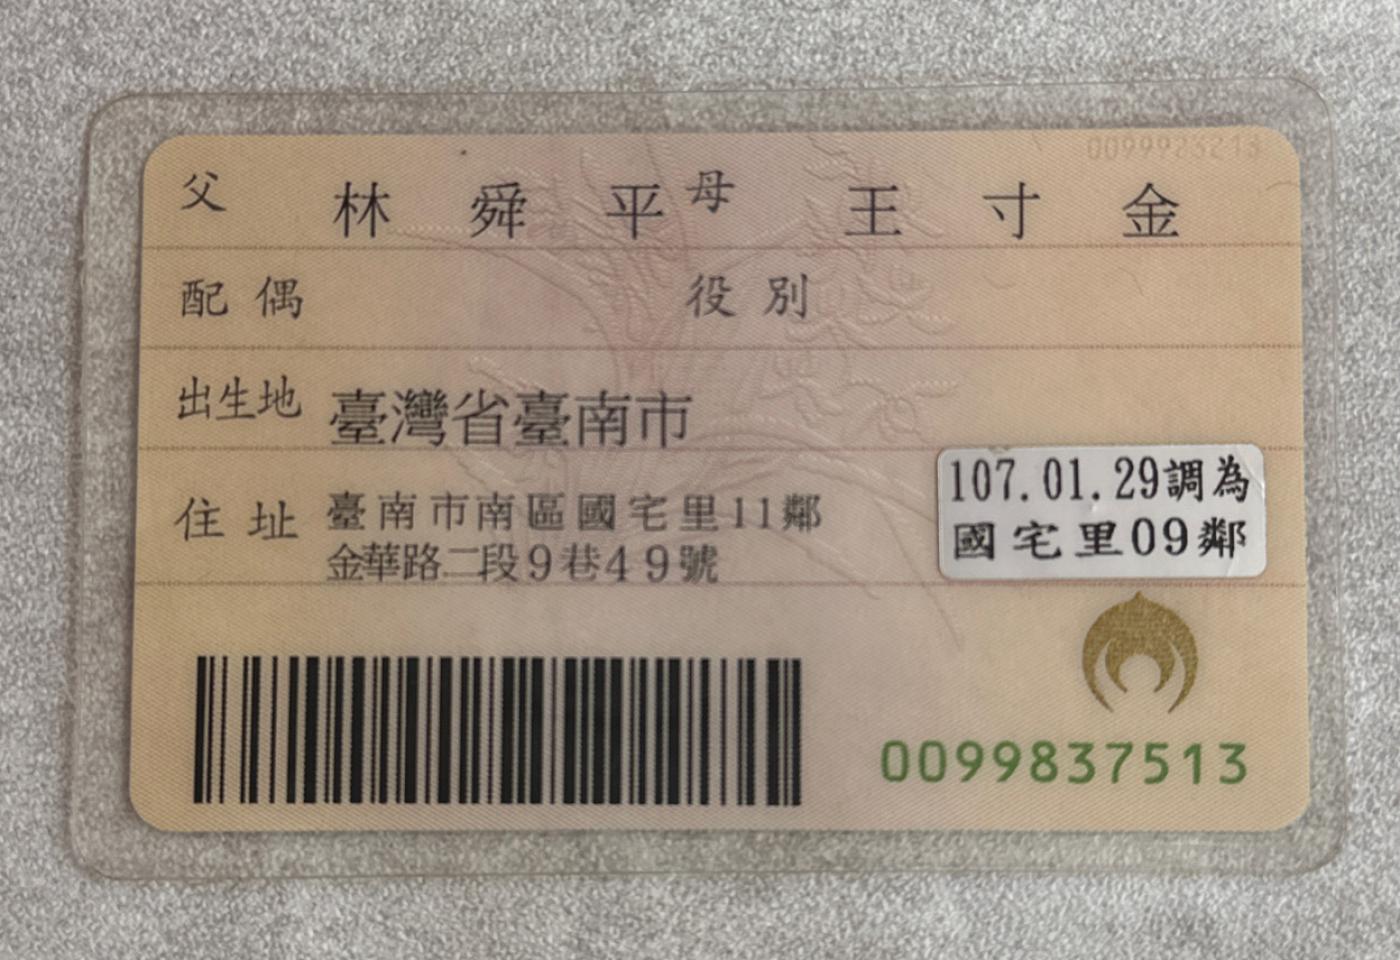 0099923213
父 林舜平 母 王寸金
配偶 役別
出生地 臺灣省臺南市
住址 臺南市南區國宅里11鄰
金華路二段9巷49號
107.01.29調為
國宅里09鄰
0099837513